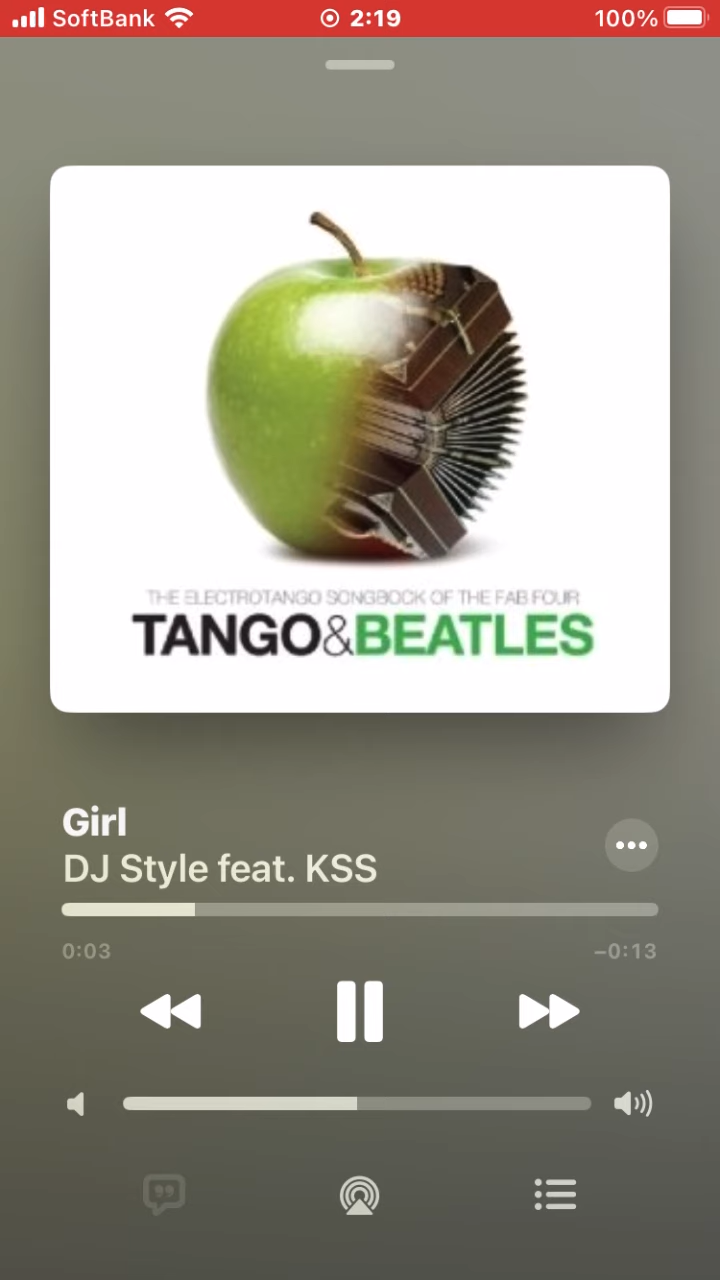 SoftBank 2:19 100%
THE ELECTROTANGO SONGBOOK OF THE FAB FOUR
TANGO&BEATLES
Girl
DJ Style feat. KSS
0:03 −0:13